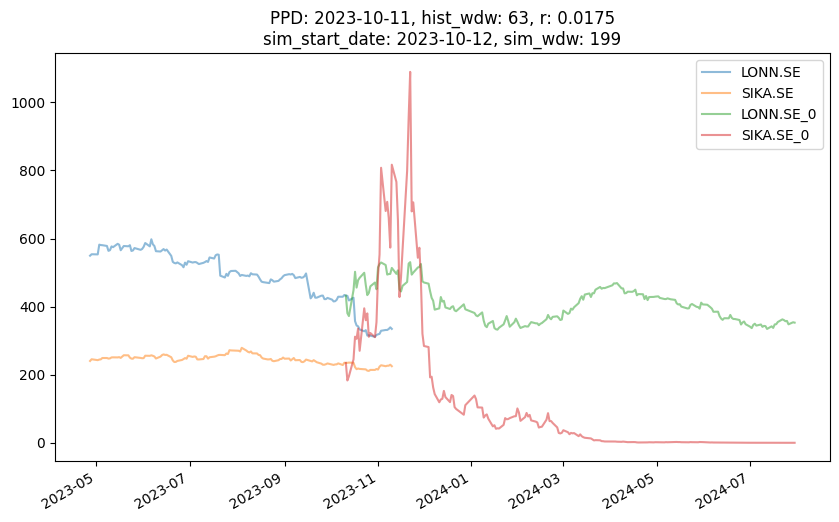 PPD: 2023-10-11, hist_wdw: 63, r: 0.0175
sim_start_date: 2023-10-12, sim_wdw: 199
LONN.SE
SIKA.SE
LONN.SE_0
SIKA.SE_0
1000
800
600
400
200
0
2023-05
2023-07
2023-09
2023-11
2024-01
2024-03
2024-05
2024-07